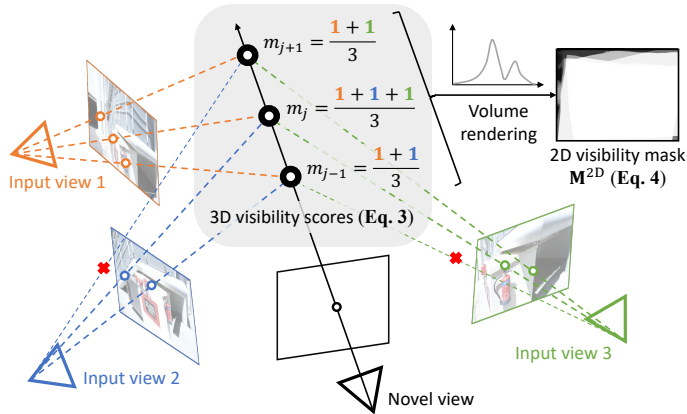 m_{j+1} = (1 + 1)/3
m_j = (1 + 1 + 1)/3
m_{j−1} = (1 + 1)/3
3D visibility scores (Eq. 3)
Volume
rendering
2D visibility mask
M^{2D} (Eq. 4)
Input view 1
Input view 2
Input view 3
Novel view